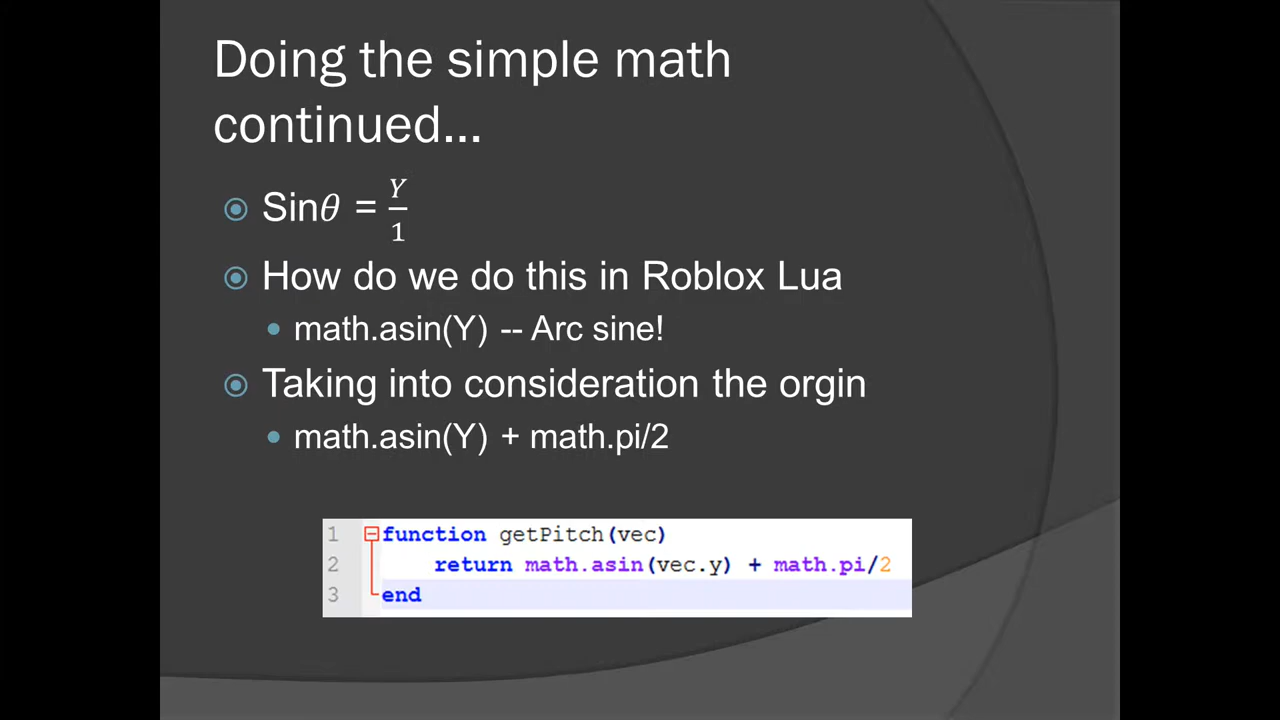 Doing the simple math
continued...
Sinθ = Y/1
How do we do this in Roblox Lua
math.asin(Y) -- Arc sine!
Taking into consideration the orgin
math.asin(Y) + math.pi/2
1 function getPitch(vec)
2 return math.asin(vec.y) + math.pi/2
3 end